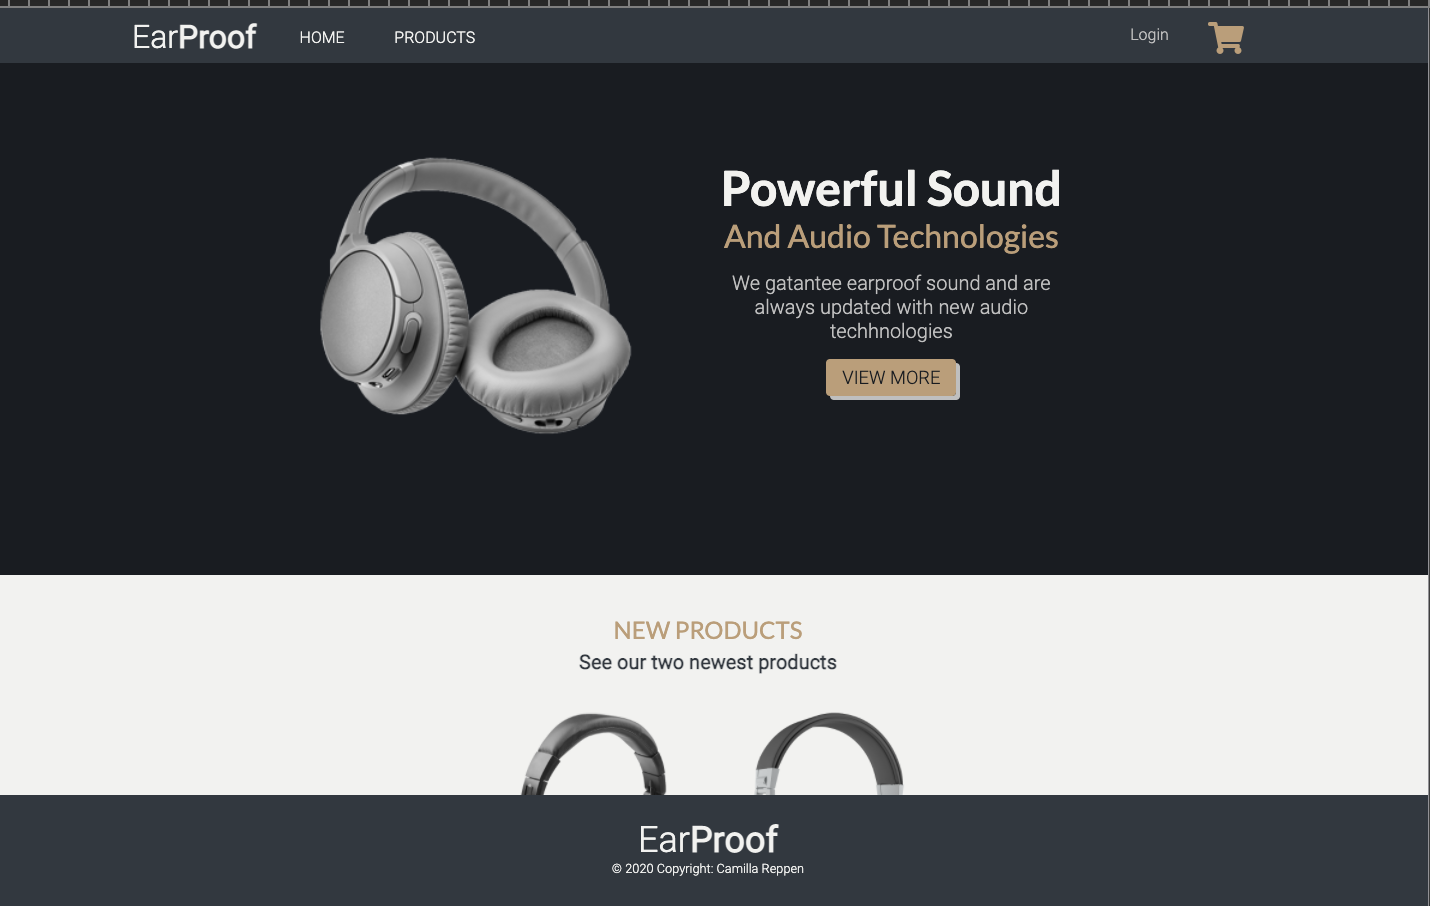 EarProof
HOME
PRODUCTS
Login
Powerful Sound
And Audio Technologies
We gatantee earproof sound and are
always updated with new audio
techhnologies
VIEW MORE
NEW PRODUCTS
See our two newest products
EarProof
© 2020 Copyright: Camilla Reppen